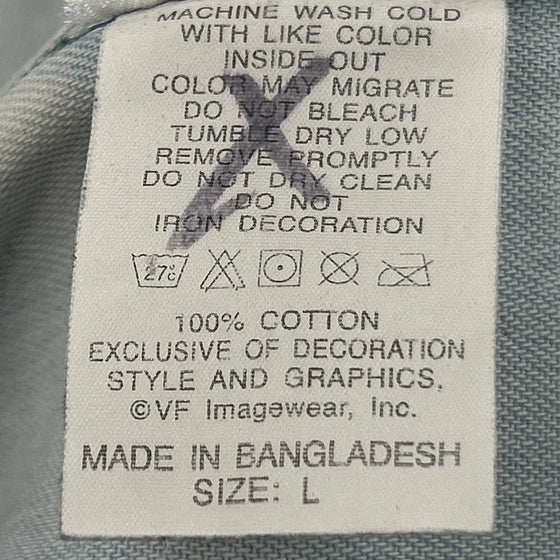 MACHINE WASH COLD
WITH LIKE COLOR
INSIDE OUT
COLOR MAY MIGRATE
DO NOT BLEACH
TUMBLE DRY LOW
REMOVE PROMPTLY
DO NOT DRY CLEAN
DO NOT
IRON DECORATION
27°C
100% COTTON
EXCLUSIVE OF DECORATION
STYLE AND GRAPHICS,
©VF Imagewear, Inc.
MADE IN BANGLADESH
SIZE: L